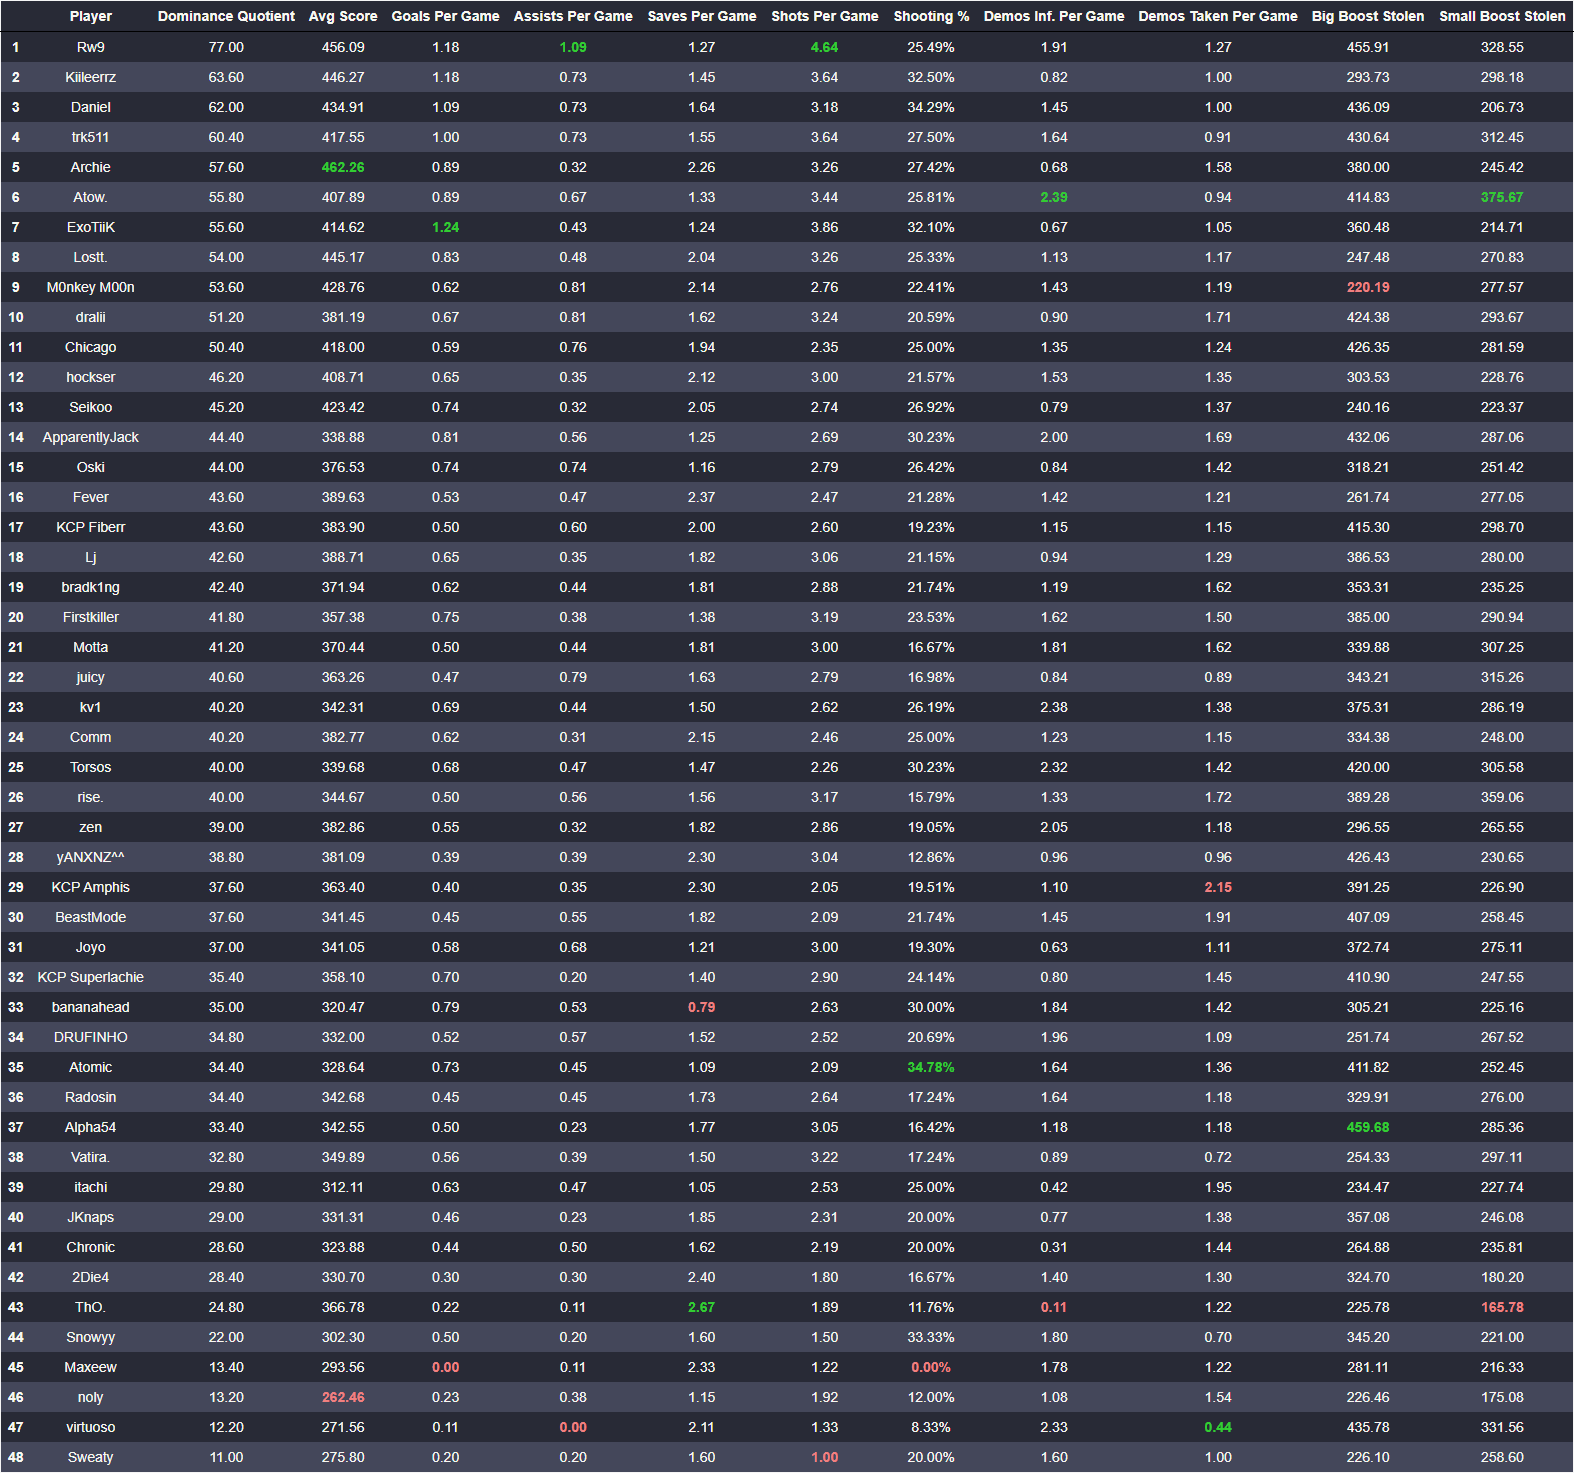 Player Dominance Quotient Avg Score Goals Per Game Assists Per Game Saves Per Game Shots Per Game Shooting % Demos Inf. Per Game Demos Taken Per Game Big Boost Stolen Small Boost Stolen
1 Rw9 77.00 456.09 1.18 1.09 1.27 4.64 25.49% 1.91 1.27 455.91 328.55
2 Kiileerrz 63.60 446.27 1.18 0.73 1.45 3.64 32.50% 0.82 1.00 293.73 298.18
3 Daniel 62.00 434.91 1.09 0.73 1.64 3.18 34.29% 1.45 1.00 436.09 206.73
4 trk511 60.40 417.55 1.00 0.73 1.55 3.64 27.50% 1.64 0.91 430.64 312.45
5 Archie 57.60 462.26 0.89 0.32 2.26 3.26 27.42% 0.68 1.58 380.00 245.42
6 Atow. 55.80 407.89 0.89 0.67 1.33 3.44 25.81% 2.39 0.94 414.83 375.67
7 ExoTiiK 55.60 414.62 1.24 0.43 1.24 3.86 32.10% 0.67 1.05 360.48 214.71
8 Lostt. 54.00 445.17 0.83 0.48 2.04 3.26 25.33% 1.13 1.17 247.48 270.83
9 M0nkey M00n 53.60 428.76 0.62 0.81 2.14 2.76 22.41% 1.43 1.19 220.19 277.57
10 dralii 51.20 381.19 0.67 0.81 1.62 3.24 20.59% 0.90 1.71 424.38 293.67
11 Chicago 50.40 418.00 0.59 0.76 1.94 2.35 25.00% 1.35 1.24 426.35 281.59
12 hockser 46.20 408.71 0.65 0.35 2.12 3.00 21.57% 1.53 1.35 303.53 228.76
13 Seikoo 45.20 423.42 0.74 0.32 2.05 2.74 26.92% 0.79 1.37 240.16 223.37
14 ApparentlyJack 44.40 338.88 0.81 0.56 1.25 2.69 30.23% 2.00 1.69 432.06 287.06
15 Oski 44.00 376.53 0.74 0.74 1.16 2.79 26.42% 0.84 1.42 318.21 251.42
16 Fever 43.60 389.63 0.53 0.47 2.37 2.47 21.28% 1.42 1.21 261.74 277.05
17 KCP Fiberr 43.60 383.90 0.50 0.60 2.00 2.60 19.23% 1.15 1.15 415.30 298.70
18 Lj 42.60 388.71 0.65 0.35 1.82 3.06 21.15% 0.94 1.29 386.53 280.00
19 bradk1ng 42.40 371.94 0.62 0.44 1.81 2.88 21.74% 1.19 1.62 353.31 235.25
20 Firstkiller 41.80 357.38 0.75 0.38 1.38 3.19 23.53% 1.62 1.50 385.00 290.94
21 Motta 41.20 370.44 0.50 0.44 1.81 3.00 16.67% 1.81 1.62 339.88 307.25
22 juicy 40.60 363.26 0.47 0.79 1.63 2.79 16.98% 0.84 0.89 343.21 315.26
23 kv1 40.20 342.31 0.69 0.44 1.50 2.62 26.19% 2.38 1.38 375.31 286.19
24 Comm 40.20 382.77 0.62 0.31 2.15 2.46 25.00% 1.23 1.15 334.38 248.00
25 Torsos 40.00 339.68 0.68 0.47 1.47 2.26 30.23% 2.32 1.42 420.00 305.58
26 rise. 40.00 344.67 0.50 0.56 1.56 3.17 15.79% 1.33 1.72 389.28 359.06
27 zen 39.00 382.86 0.55 0.32 1.82 2.86 19.05% 2.05 1.18 296.55 265.55
28 yANXNZ^^ 38.80 381.09 0.39 0.39 2.30 3.04 12.86% 0.96 0.96 426.43 230.65
29 KCP Amphis 37.60 363.40 0.40 0.35 2.30 2.05 19.51% 1.10 2.15 391.25 226.90
30 BeastMode 37.60 341.45 0.45 0.55 1.82 2.09 21.74% 1.45 1.91 407.09 258.45
31 Joyo 37.00 341.05 0.58 0.68 1.21 3.00 19.30% 0.63 1.11 372.74 275.11
32 KCP Superlachie 35.40 358.10 0.70 0.20 1.40 2.90 24.14% 0.80 1.45 410.90 247.55
33 bananahead 35.00 320.47 0.79 0.53 0.79 2.63 30.00% 1.84 1.42 305.21 225.16
34 DRUFINHO 34.80 332.00 0.52 0.57 1.52 2.52 20.69% 1.96 1.09 251.74 267.52
35 Atomic 34.40 328.64 0.73 0.45 1.09 2.09 34.78% 1.64 1.36 411.82 252.45
36 Radosin 34.40 342.68 0.45 0.45 1.73 2.64 17.24% 1.64 1.18 329.91 276.00
37 Alpha54 33.40 342.55 0.50 0.23 1.77 3.05 16.42% 1.18 1.18 459.68 285.36
38 Vatira. 32.80 349.89 0.56 0.39 1.50 3.22 17.24% 0.89 0.72 254.33 297.11
39 itachi 29.80 312.11 0.63 0.47 1.05 2.53 25.00% 0.42 1.95 234.47 227.74
40 JKnaps 29.00 331.31 0.46 0.23 1.85 2.31 20.00% 0.77 1.38 357.08 246.08
41 Chronic 28.60 323.88 0.44 0.50 1.62 2.19 20.00% 0.31 1.44 264.88 235.81
42 2Die4 28.40 330.70 0.30 0.30 2.40 1.80 16.67% 1.40 1.30 324.70 180.20
43 ThO. 24.80 366.78 0.22 0.11 2.67 1.89 11.76% 0.11 1.22 225.78 165.78
44 Snowyy 22.00 302.30 0.50 0.20 1.60 1.50 33.33% 1.80 0.70 345.20 221.00
45 Maxeew 13.40 293.56 0.00 0.11 2.33 1.22 0.00% 1.78 1.22 281.11 216.33
46 noly 13.20 262.46 0.23 0.38 1.15 1.92 12.00% 1.08 1.54 226.46 175.08
47 virtuoso 12.20 271.56 0.11 0.00 2.11 1.33 8.33% 2.33 0.44 435.78 331.56
48 Sweaty 11.00 275.80 0.20 0.20 1.60 1.00 20.00% 1.60 1.00 226.10 258.60